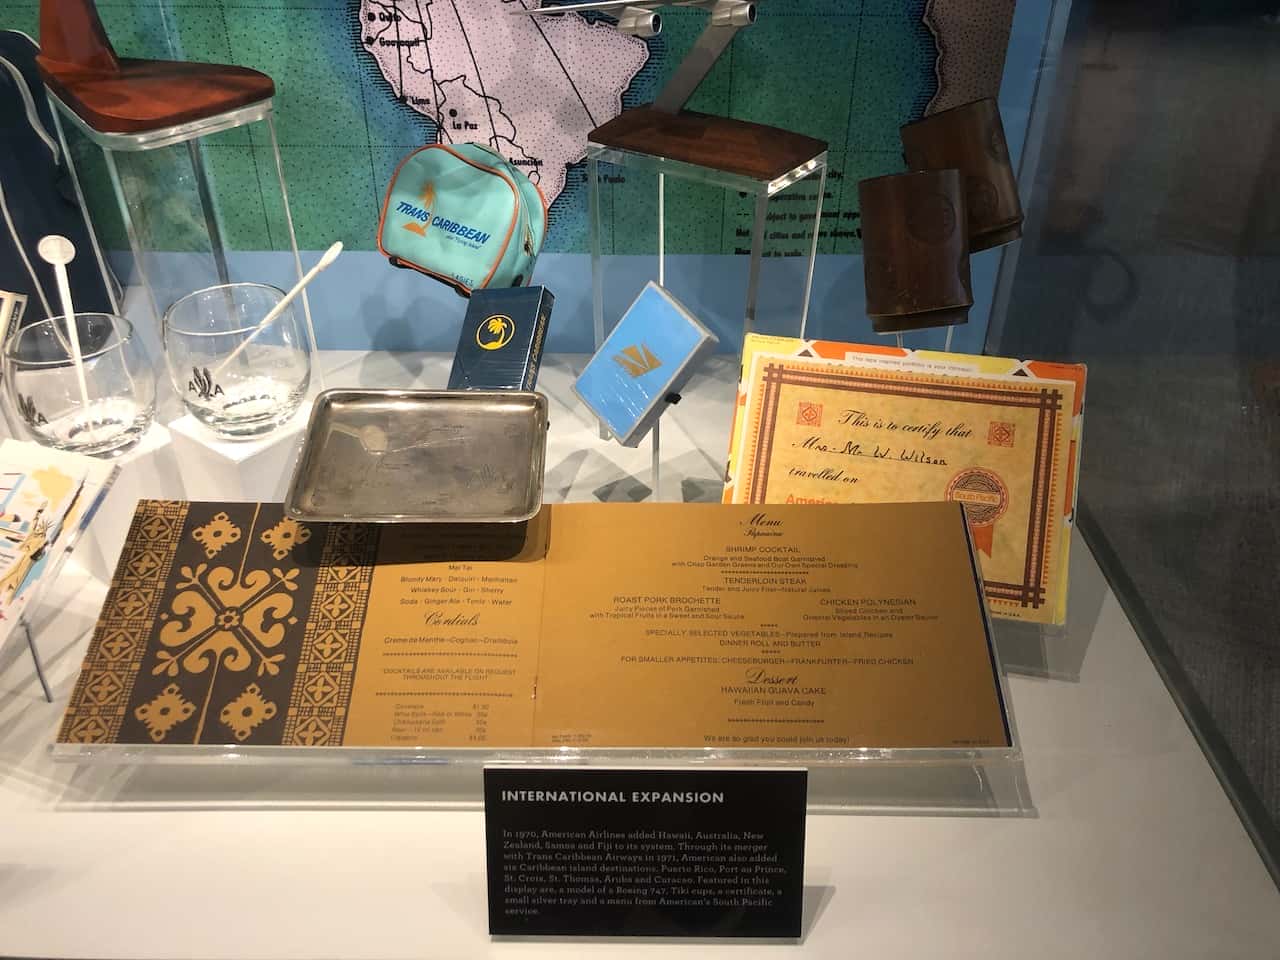 Quito
Guayaquil
Lima
La Paz
Asunción
Sao Paulo
TRANS CARIBBEAN
AA
AA
This is to certify that
Mrs. M. W. Wilson
travelled on
South Pacific
Mai Tai
Bloody Mary - Daiquiri - Manhattan
Whiskey Sour - Gin - Sherry
Soda - Ginger Ale - Tonic - Water
Cordials
Creme de Menthe—Cognac—Drambuie
COCKTAILS ARE AVAILABLE ON REQUEST
THROUGHOUT THE FLIGHT
Menu
SHRIMP COCKTAIL
Orange and Seafood Boat Garnished
with Crisp Garden Greens and Our Own Special Dressing
TENDERLOIN STEAK
Tender and Juicy Filet—Natural Juices
ROAST PORK BROCHETTE
Juicy Pieces of Pork Garnished
with Tropical Fruits in a Sweet and Sour Sauce
CHICKEN POLYNESIAN
Sliced Chicken and
Oriental Vegetables in an Oyster Sauce
SPECIALLY SELECTED VEGETABLES—Prepared from Island Recipes
DINNER ROLL AND BUTTER
FOR SMALLER APPETITES: CHEESEBURGER—FRANKFURTER—FRIED CHICKEN
Dessert
HAWAIIAN GUAVA CAKE
Fresh Fruit and Candy
We are so glad you could join us today!
INTERNATIONAL EXPANSION
In 1970, American Airlines added Hawaii, Australia, New
Zealand, Samoa and Fiji to its system. Through its merger
with Trans Caribbean Airways in 1971, American also added
six Caribbean island destinations: Puerto Rico, Port au Prince,
St. Croix, St. Thomas, Aruba and Curacao. Featured in this
display are, a model of a Boeing 747, Tiki cups, a certificate, a
small silver tray and a menu from American's South Pacific
service.